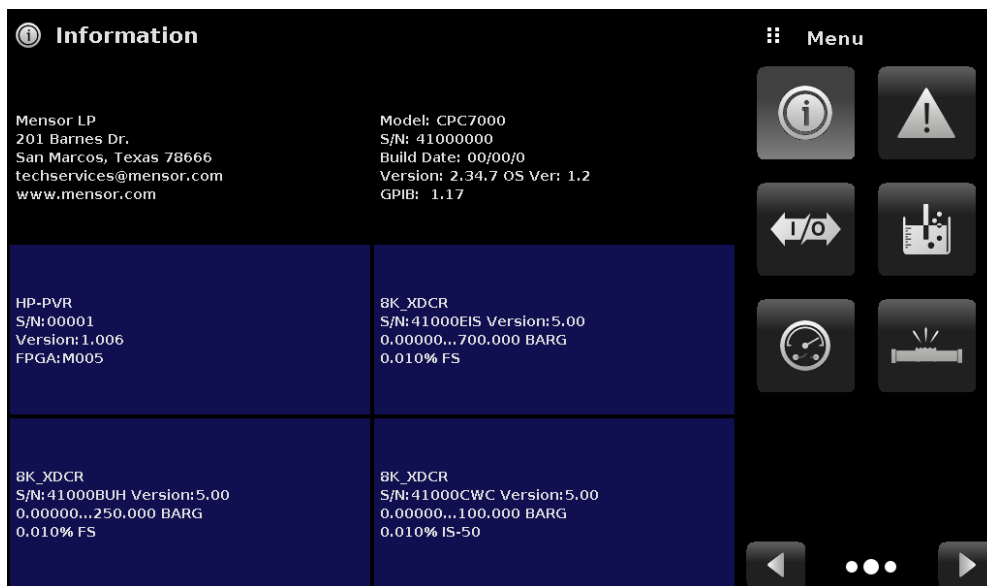 Information
Mensor LP
201 Barnes Dr.
San Marcos, Texas 78666
techservices@mensor.com
www.mensor.com
Model: CPC7000
S/N: 41000000
Build Date: 00/00/0
Version: 2.34.7 OS Ver: 1.2
GPIB: 1.17
HP-PVR
S/N:00001
Version:1.006
FPGA:M005
8K_XDCR
S/N:41000EIS Version:5.00
0.00000...700.000 BARG
0.010% FS
8K_XDCR
S/N:41000BUH Version:5.00
0.00000...250.000 BARG
0.010% FS
8K_XDCR
S/N:41000CWC Version:5.00
0.00000...100.000 BARG
0.010% IS-50
Menu
I/O